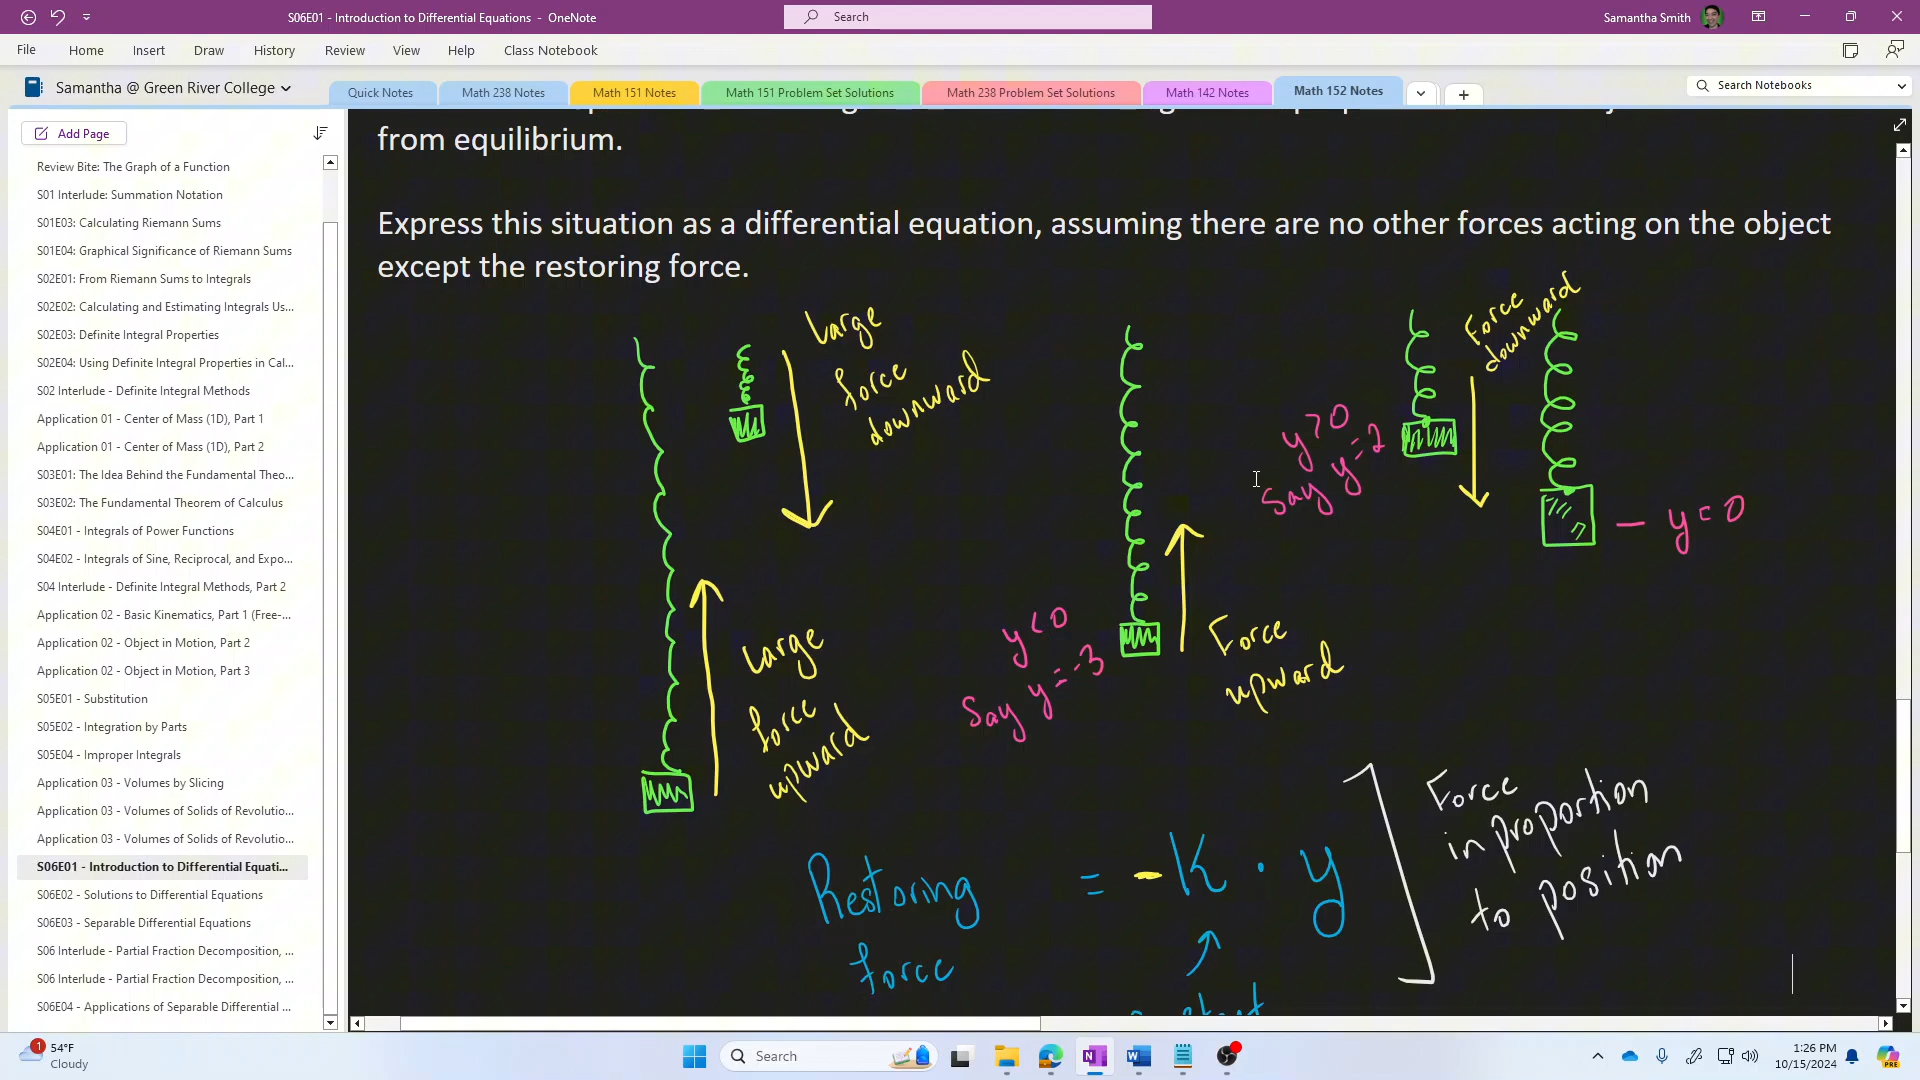 S06E01 - Introduction to Differential Equations - OneNote
Search
Samantha Smith
File
Home
Insert
Draw
History
Review
View
Help
Class Notebook
Samantha @ Green River College
Quick Notes
Math 238 Notes
Math 151 Notes
Math 151 Problem Set Solutions
Math 238 Problem Set Solutions
Math 142 Notes
Math 152 Notes
Search Notebooks
Add Page
Review Bite: The Graph of a Function
S01 Interlude: Summation Notation
S01E03: Calculating Riemann Sums
S01E04: Graphical Significance of Riemann Sums
S02E01: From Riemann Sums to Integrals
S02E02: Calculating and Estimating Integrals Us...
S02E03: Definite Integral Properties
S02E04: Using Definite Integral Properties in Cal...
S02 Interlude - Definite Integral Methods
Application 01 - Center of Mass (1D), Part 1
Application 01 - Center of Mass (1D), Part 2
S03E01: The Idea Behind the Fundamental Theo...
S03E02: The Fundamental Theorem of Calculus
S04E01 - Integrals of Power Functions
S04E02 - Integrals of Sine, Reciprocal, and Expo...
S04 Interlude - Definite Integral Methods, Part 2
Application 02 - Basic Kinematics, Part 1 (Free-...
Application 02 - Object in Motion, Part 2
Application 02 - Object in Motion, Part 3
S05E01 - Substitution
S05E02 - Integration by Parts
S05E04 - Improper Integrals
Application 03 - Volumes by Slicing
Application 03 - Volumes of Solids of Revolutio...
Application 03 - Volumes of Solids of Revolutio...
S06E01 - Introduction to Differential Equati...
S06E02 - Solutions to Differential Equations
S06E03 - Separable Differential Equations
S06 Interlude - Partial Fraction Decomposition, ...
S06 Interlude - Partial Fraction Decomposition, ...
S06E04 - Applications of Separable Differential ...
from equilibrium.
Express this situation as a differential equation, assuming there are no other forces acting on the object
except the restoring force.
Large
force
downward
Large
force
upward
y<0
Say y=-3
Force
upward
y>0
Say y=2
Force
downward
- y=0
Restoring
force
= -K · y
Force
in proportion
to position
1
54°F
Cloudy
Search
1:26 PM
10/15/2024
PRE